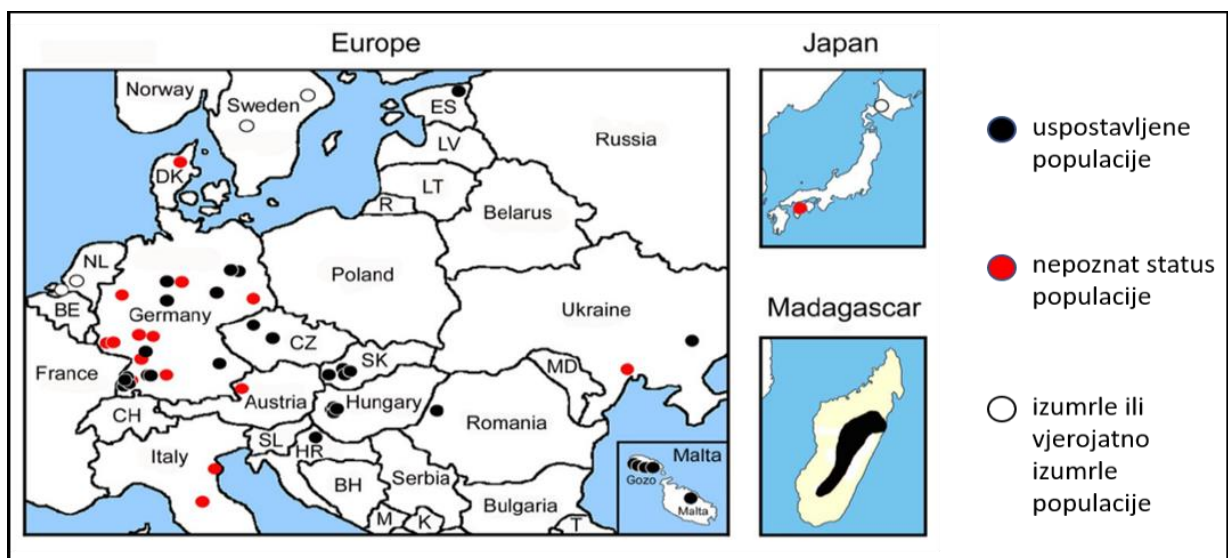 Europe
Japan
Norway
Sweden
ES
Russia
LV
DK
LT
R
Belarus
NL
Poland
BE
Germany
Ukraine
CZ
SK
France
MD
Austria
Hungary
CH
Romania
SL
HR
Italy
BH
Serbia
Bulgaria
M
K
T
Malta
Gozo
Malta
Madagascar
uspostavljene
populacije
nepoznat status
populacije
izumrle ili
vjerojatno
izumrle
populacije